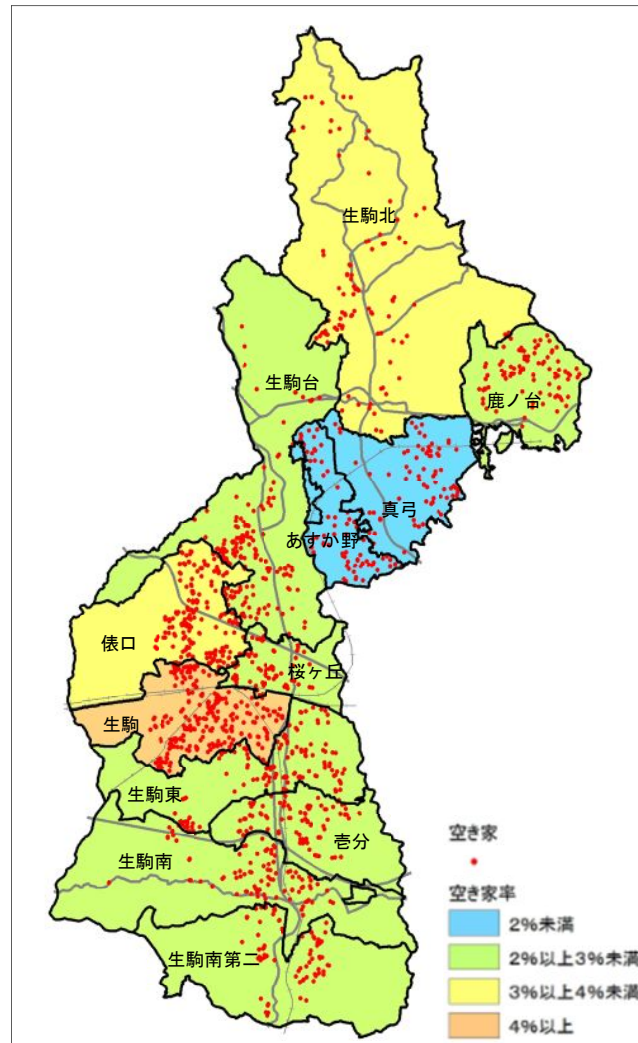 生駒北
生駒台
鹿ノ台
真弓
あすか野
俵口
桜ヶ丘
生駒
生駒東
壱分
生駒南
生駒南第二
空き家
空き家率
2%未満
2%以上3%未満
3%以上4%未満
4%以上